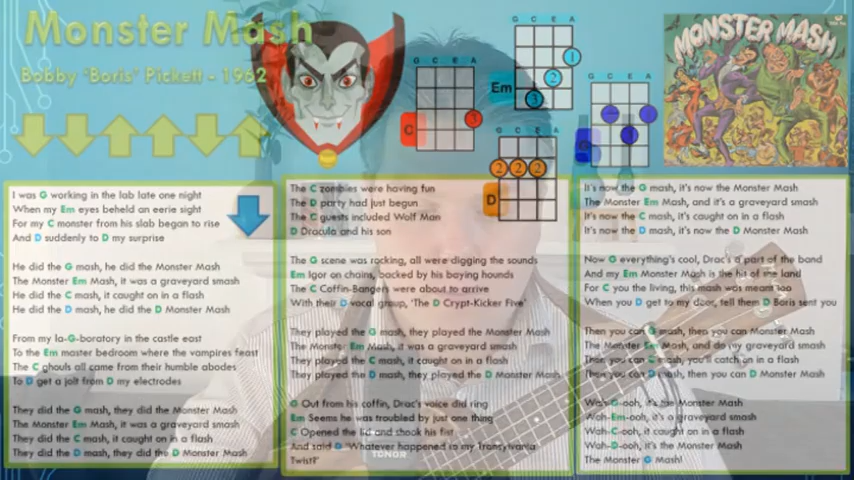 Monster Mash
Bobby "Boris" Pickett - 1962
G C E A
C
3
G C E A
Em
1
2
3
G C E A
D
2 2 2
G C E A
G
MONSTER MASH
I was G working in the lab late one night
When my Em eyes beheld an eerie sight
For my C monster from his slab began to rise
And D suddenly to D my surprise
He did the G mash, he did the Monster Mash
The Monster Em Mash, it was a graveyard smash
He did the C mash, it caught on in a flash
He did the D mash, he did the D Monster Mash
From my la-G-boratory in the castle east
To the Em master bedroom where the vampires feast
The C ghouls all came from their humble abodes
To D get a jolt from D my electrodes
They did the G mash, they did the Monster Mash
The Monster Em Mash, it was a graveyard smash
They did the C mash, it caught on in a flash
They did the D mash, they did the D Monster Mash
The C zombies were having fun
The D party had just begun
The C guests included Wolf Man
D Dracula and his son
The G scene was rocking, all were digging the sounds
Em Igor on chains, backed by his baying hounds
The C Coffin-Bangers were about to arrive
With their D vocal group, 'The D Crypt-Kicker Five'
They played the G mash, they played the Monster Mash
The Monster Em Mash, it was a graveyard smash
They played the C mash, it caught on in a flash
They played the D mash, they played the D Monster Mash
G Out from his coffin, Drac's voice did ring
Em Seems he was troubled by just one thing
C Opened the lid and shook his fist
And said D "Whatever happened to my Transylvania
Twist?"
It's now the G mash, it's now the Monster Mash
The Monster Em Mash, and it's a graveyard smash
It's now the C mash, it's caught on in a flash
It's now the D mash, it's now the D Monster Mash
Now G everything's cool, Drac's a part of the band
And my Em Monster Mash is the hit of the land
For C you the living, this mash was meant too
When you D get to my door, tell them D Boris sent you
Then you can G mash, then you can Monster Mash
The Monster Em Mash, and do my graveyard smash
Then you can C mash, you'll catch on in a flash
Then you can D mash, then you can D Monster Mash
Wah-G-ooh, it's the Monster Mash
Wah-Em-ooh, it's a graveyard smash
Wah-C-ooh, it caught on in a flash
Wah-D-ooh, it's the Monster Mash
The Monster G Mash!
TONOR